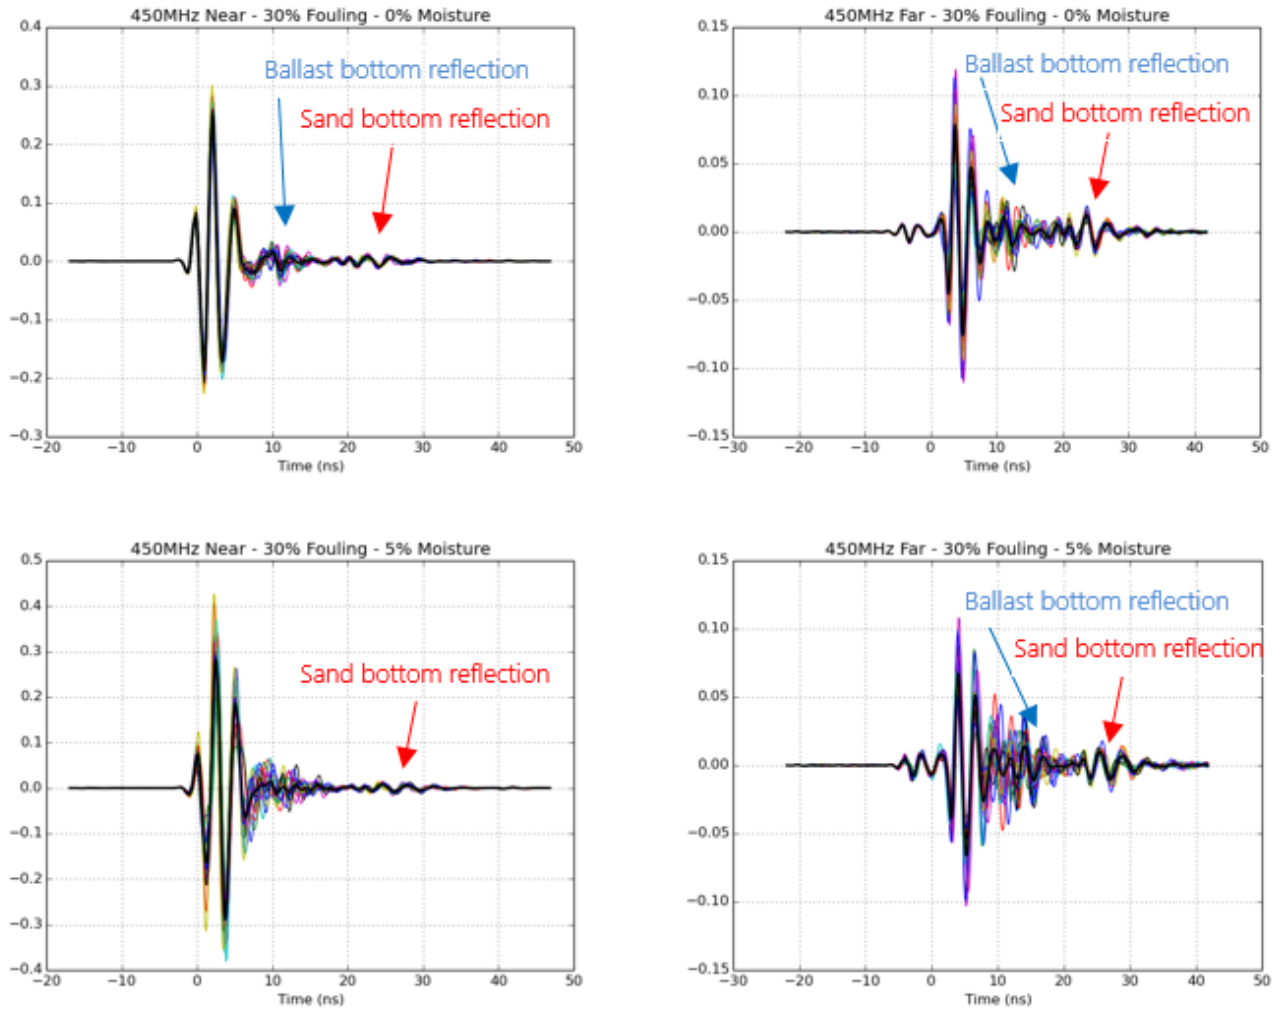 450MHz Near - 30% Fouling - 0% Moisture
0.4
0.3
0.2
0.1
0.0
−0.1
−0.2
−0.3
Ballast bottom reflection
Sand bottom reflection
−20 −10 0 10 20 30 40 50
Time (ns)
450MHz Far - 30% Fouling - 0% Moisture
0.15
0.10
0.05
0.00
−0.05
−0.10
−0.15
Ballast bottom reflection
Sand bottom reflection
−30 −20 −10 0 10 20 30 40 50
Time (ns)
450MHz Near - 30% Fouling - 5% Moisture
0.5
0.4
0.3
0.2
0.1
0.0
−0.1
−0.2
−0.3
−0.4
Sand bottom reflection
−20 −10 0 10 20 30 40 50
Time (ns)
450MHz Far - 30% Fouling - 5% Moisture
0.15
0.10
0.05
0.00
−0.05
−0.10
−0.15
Ballast bottom reflection
Sand bottom reflection
−30 −20 −10 0 10 20 30 40 50
Time (ns)